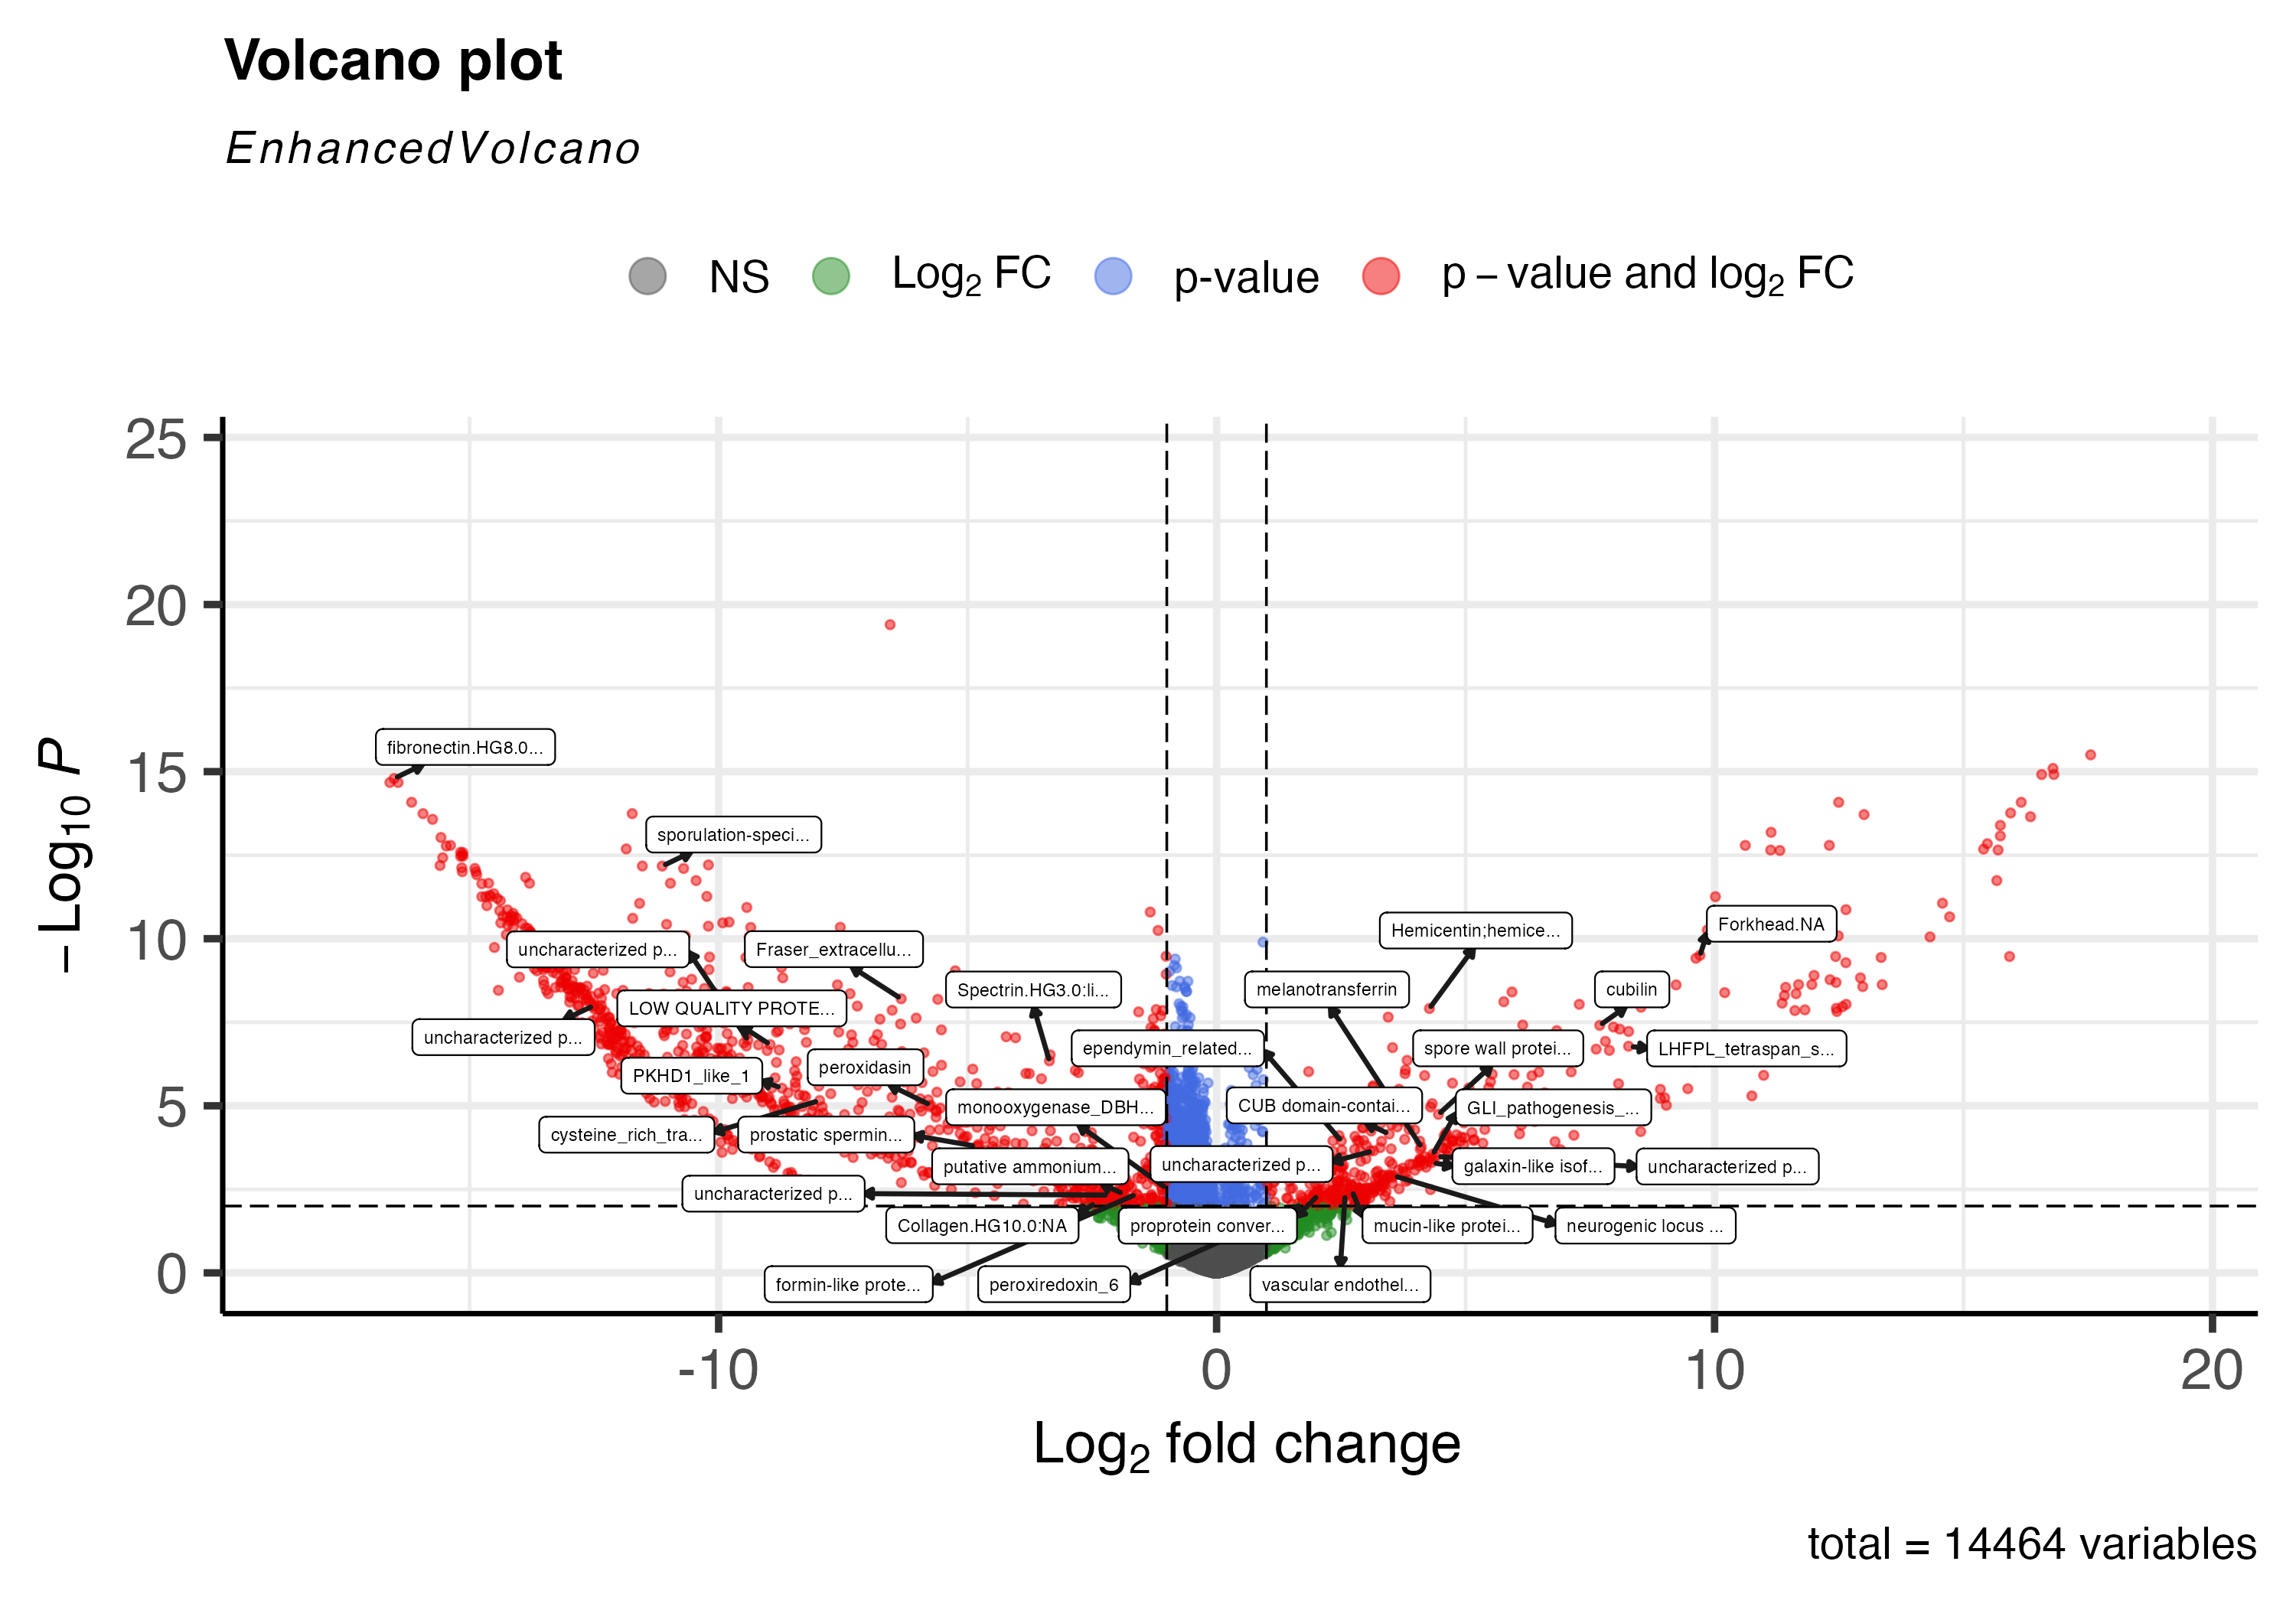 Volcano plot
EnhancedVolcano
NS
Log2 FC
p-value
p − value and log2 FC
− Log10 P
25
20
15
10
5
0
fibronectin.HG8.0...
sporulation-speci...
Hemicentin;hemice...
Forkhead.NA
uncharacterized p...
Fraser_extracellu...
Spectrin.HG3.0:li...
melanotransferrin
cubilin
LOW QUALITY PROTE...
uncharacterized p...
ependymin_related...
spore wall protei...
LHFPL_tetraspan_s...
PKHD1_like_1
peroxidasin
monooxygenase_DBH...
CUB domain-contai...
GLI_pathogenesis_...
cysteine_rich_tra...
prostatic spermin...
putative ammonium...
uncharacterized p...
galaxin-like isof...
uncharacterized p...
uncharacterized p...
Collagen.HG10.0:NA
proprotein conver...
mucin-like protei...
neurogenic locus ...
formin-like prote...
peroxiredoxin_6
vascular endothel...
-10
0
10
20
Log2 fold change
total = 14464 variables